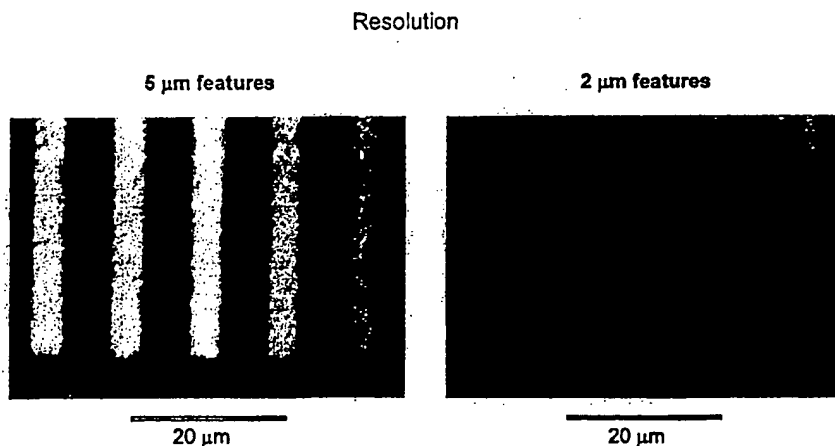 Resolution
5 μm features
2 μm features
20 μm
20 μm